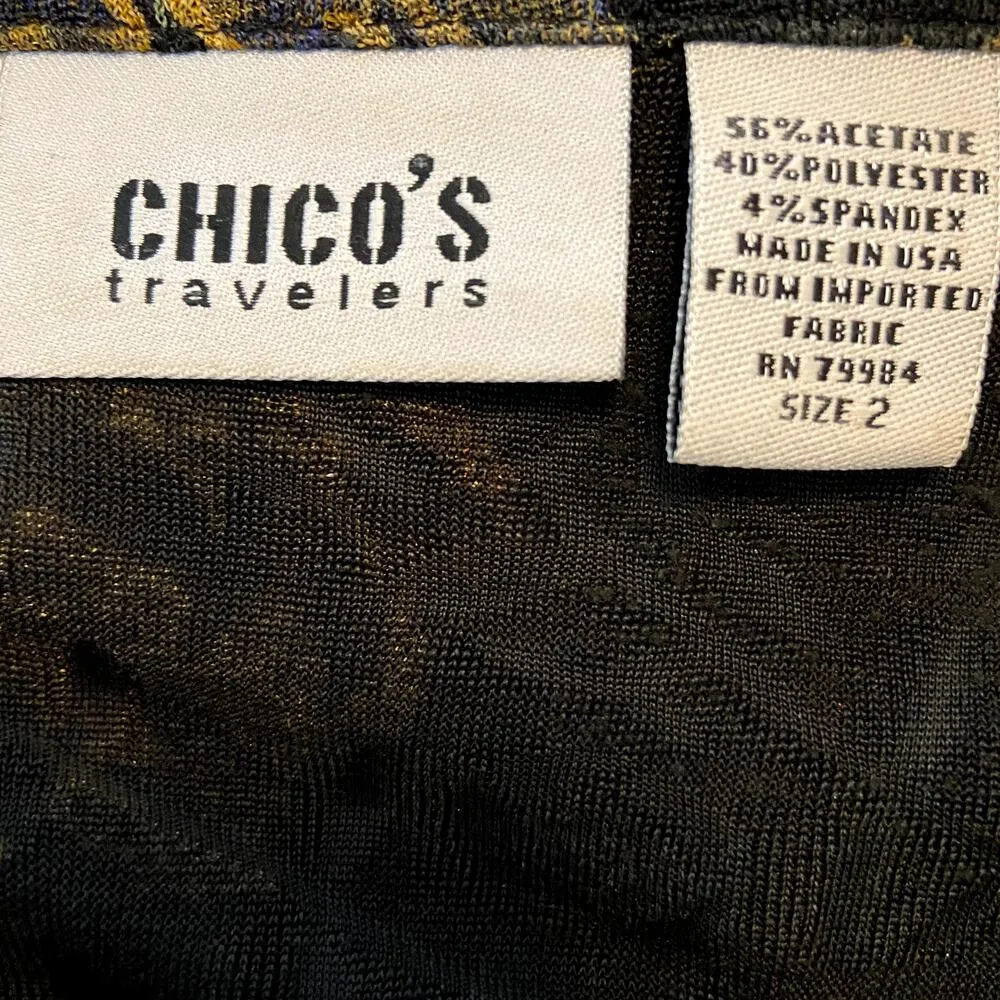 CHICO'S
travelers
56%ACETATE
40%POLYESTER
4%SPANDEX
MADE IN USA
FROM IMPORTED
FABRIC
RN 79984
SIZE 2